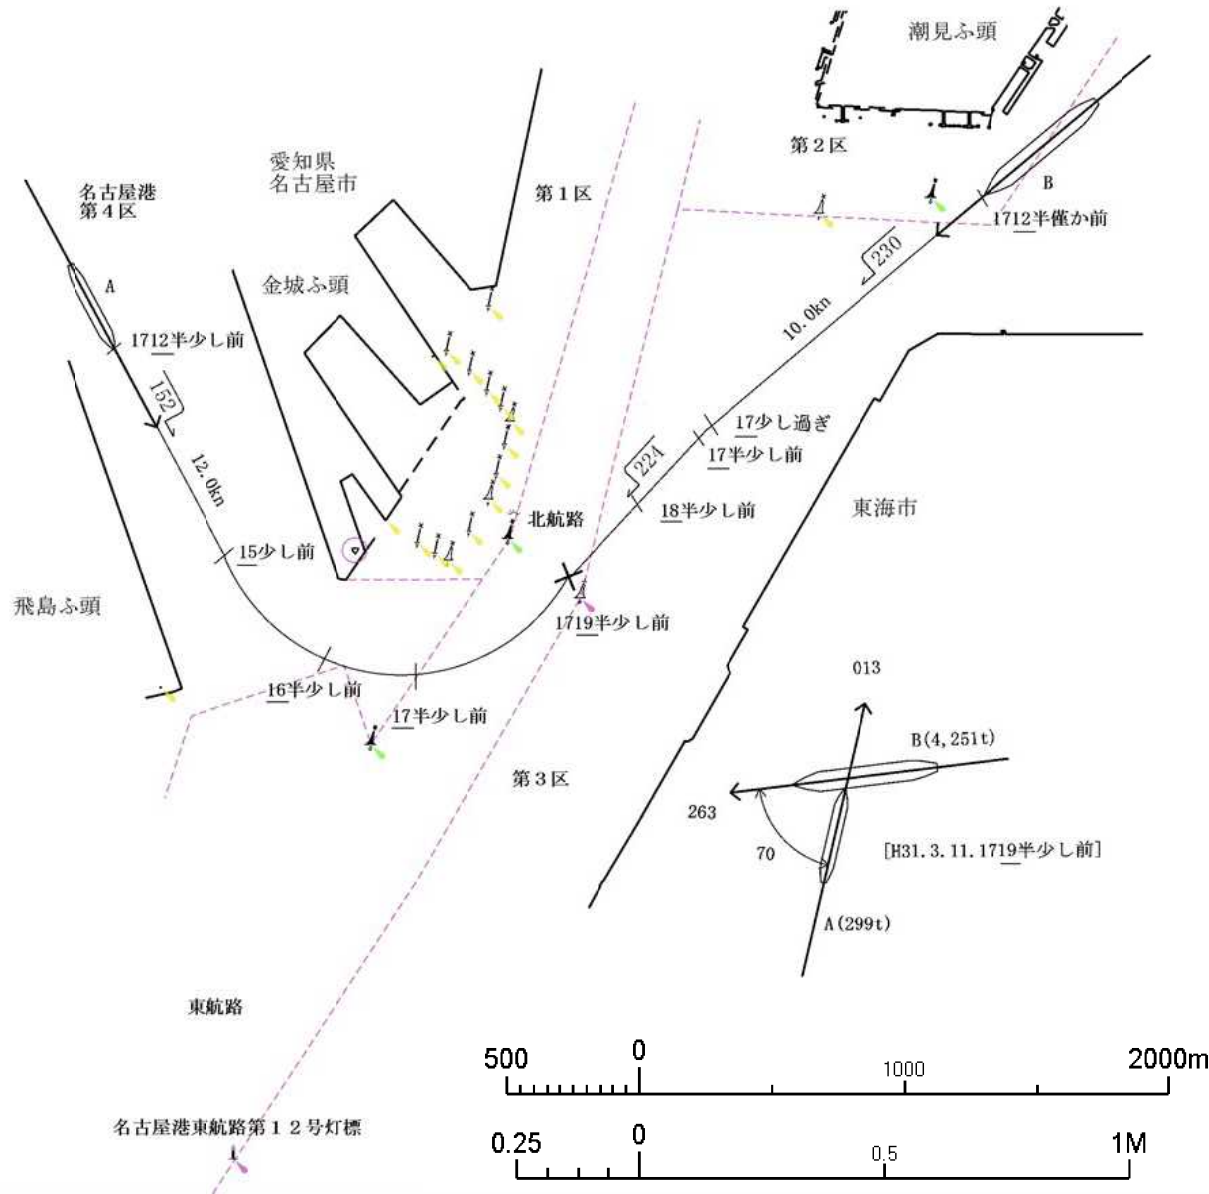 潮見ふ頭
第2区
愛知県
名古屋市
名古屋港
第4区
第1区
B
1712半僅か前
金城ふ頭
A
230
1712半少し前
10.0kn
152
17少し過ぎ
12.0kn
17半少し前
224
18半少し前
東海市
北航路
15少し前
飛島ふ頭
1719半少し前
16半少し前
17半少し前
013
第3区
B(4,251t)
263
70
[H31.3.11.1719半少し前]
A(299t)
東航路
500 0 1000 2000m
名古屋港東航路第12号灯標
0.25 0 0.5 1M